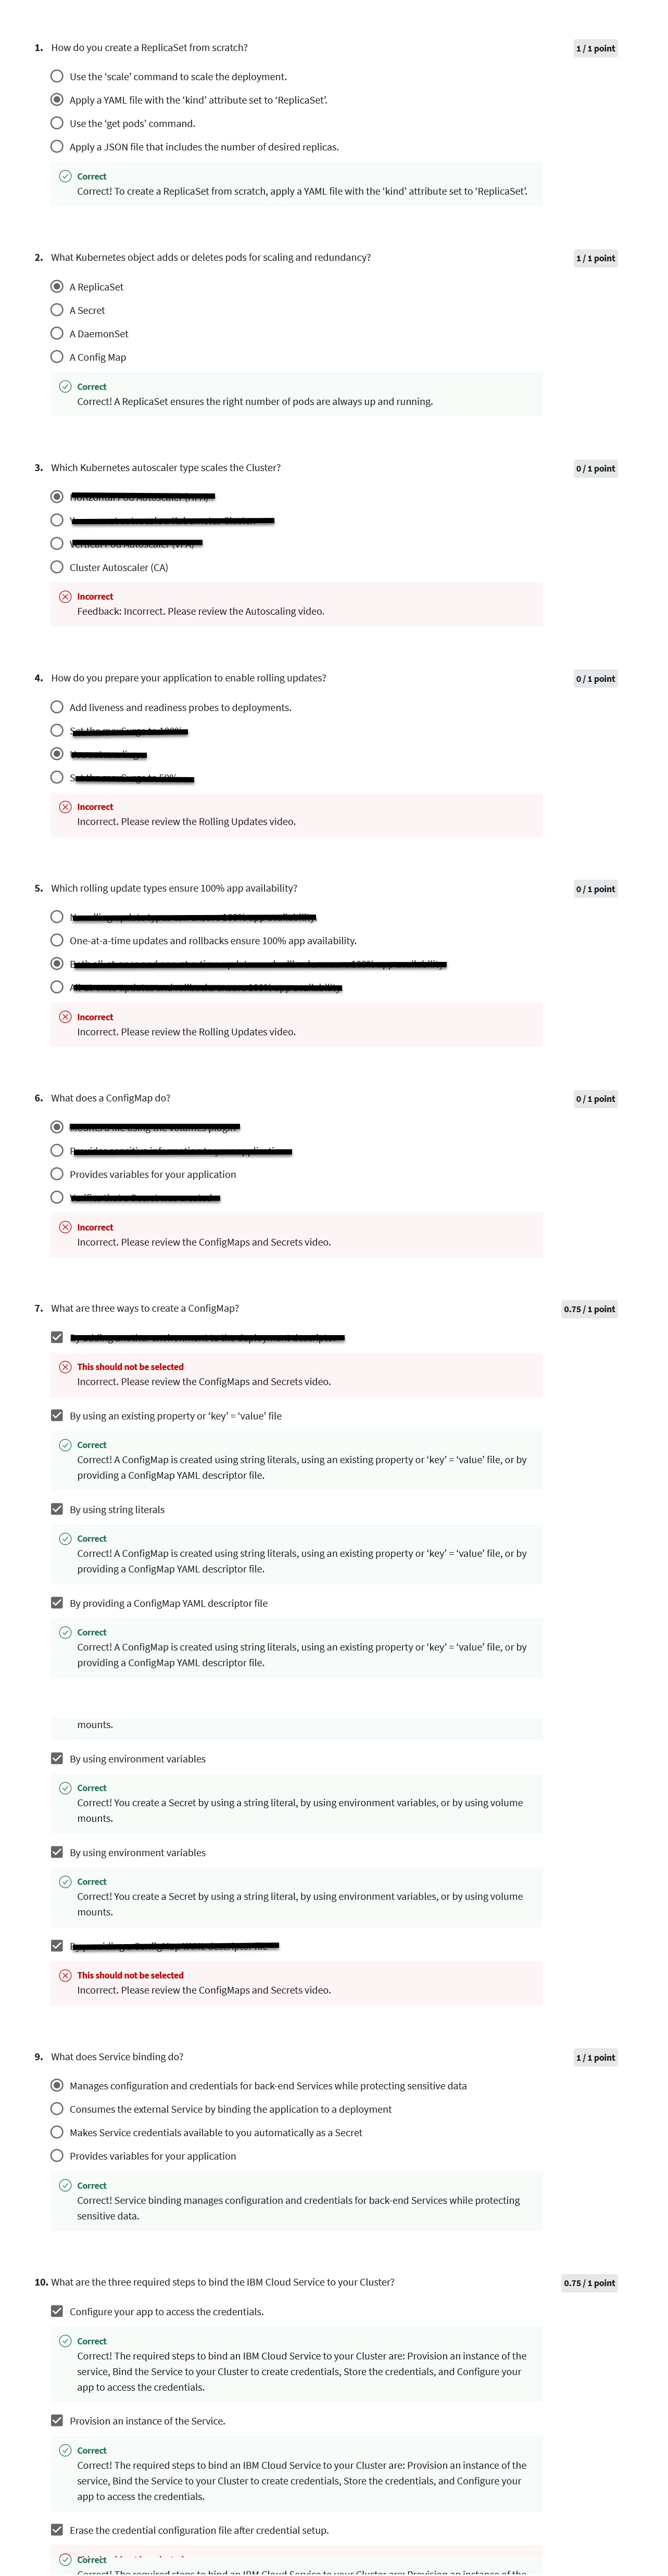 1. How do you create a ReplicaSet from scratch?
1 / 1 point
Use the ‘scale’ command to scale the deployment.
Apply a YAML file with the ‘kind’ attribute set to ‘ReplicaSet’.
Use the ‘get pods’ command.
Apply a JSON file that includes the number of desired replicas.
Correct
Correct! To create a ReplicaSet from scratch, apply a YAML file with the ‘kind’ attribute set to ‘ReplicaSet’.
2. What Kubernetes object adds or deletes pods for scaling and redundancy?
1 / 1 point
A ReplicaSet
A Secret
A DaemonSet
A Config Map
Correct
Correct! A ReplicaSet ensures the right number of pods are always up and running.
3. Which Kubernetes autoscaler type scales the Cluster?
0 / 1 point
Cluster Autoscaler (CA)
Incorrect
Feedback: Incorrect. Please review the Autoscaling video.
4. How do you prepare your application to enable rolling updates?
0 / 1 point
Add liveness and readiness probes to deployments.
Incorrect
Incorrect. Please review the Rolling Updates video.
5. Which rolling update types ensure 100% app availability?
0 / 1 point
One-at-a-time updates and rollbacks ensure 100% app availability.
Incorrect
Incorrect. Please review the Rolling Updates video.
6. What does a ConfigMap do?
0 / 1 point
Provides variables for your application
Incorrect
Incorrect. Please review the ConfigMaps and Secrets video.
7. What are three ways to create a ConfigMap?
0.75 / 1 point
This should not be selected
Incorrect. Please review the ConfigMaps and Secrets video.
By using an existing property or ‘key’ = ‘value’ file
Correct
Correct! A ConfigMap is created using string literals, using an existing property or ‘key’ = ‘value’ file, or by
providing a ConfigMap YAML descriptor file.
By using string literals
Correct
Correct! A ConfigMap is created using string literals, using an existing property or ‘key’ = ‘value’ file, or by
providing a ConfigMap YAML descriptor file.
By providing a ConfigMap YAML descriptor file
Correct
Correct! A ConfigMap is created using string literals, using an existing property or ‘key’ = ‘value’ file, or by
providing a ConfigMap YAML descriptor file.
mounts.
By using environment variables
Correct
Correct! You create a Secret by using a string literal, by using environment variables, or by using volume
mounts.
By using environment variables
Correct
Correct! You create a Secret by using a string literal, by using environment variables, or by using volume
mounts.
This should not be selected
Incorrect. Please review the ConfigMaps and Secrets video.
9. What does Service binding do?
1 / 1 point
Manages configuration and credentials for back-end Services while protecting sensitive data
Consumes the external Service by binding the application to a deployment
Makes Service credentials available to you automatically as a Secret
Provides variables for your application
Correct
Correct! Service binding manages configuration and credentials for back-end Services while protecting
sensitive data.
10. What are the three required steps to bind the IBM Cloud Service to your Cluster?
0.75 / 1 point
Configure your app to access the credentials.
Correct
Correct! The required steps to bind an IBM Cloud Service to your Cluster are: Provision an instance of the
service, Bind the Service to your Cluster to create credentials, Store the credentials, and Configure your
app to access the credentials.
Provision an instance of the Service.
Correct
Correct! The required steps to bind an IBM Cloud Service to your Cluster are: Provision an instance of the
service, Bind the Service to your Cluster to create credentials, Store the credentials, and Configure your
app to access the credentials.
Erase the credential configuration file after credential setup.
Correct
Correct! The required steps to bind an IBM Cloud Service to your Cluster are: Provision an instance of the